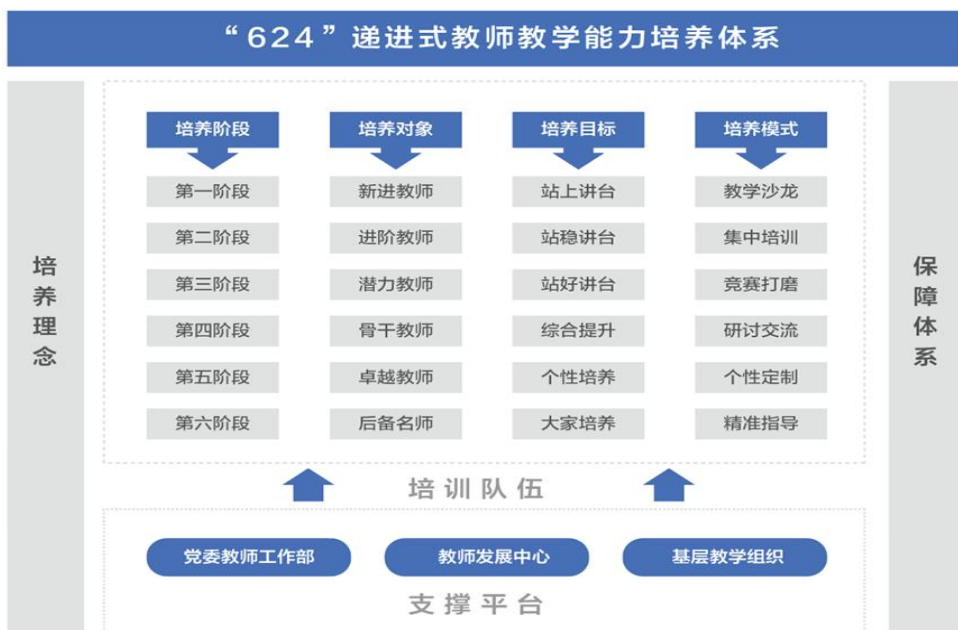 “624”递进式教师教学能力培养体系
培养理念
培养阶段 培养对象 培养目标 培养模式
第一阶段 新进教师 站上讲台 教学沙龙
第二阶段 进阶教师 站稳讲台 集中培训
第三阶段 潜力教师 站好讲台 竞赛打磨
第四阶段 骨干教师 综合提升 研讨交流
第五阶段 卓越教师 个性培养 个性定制
第六阶段 后备名师 大家培养 精准指导
保障体系
培训队伍
党委教师工作部 教师发展中心 基层教学组织
支撑平台